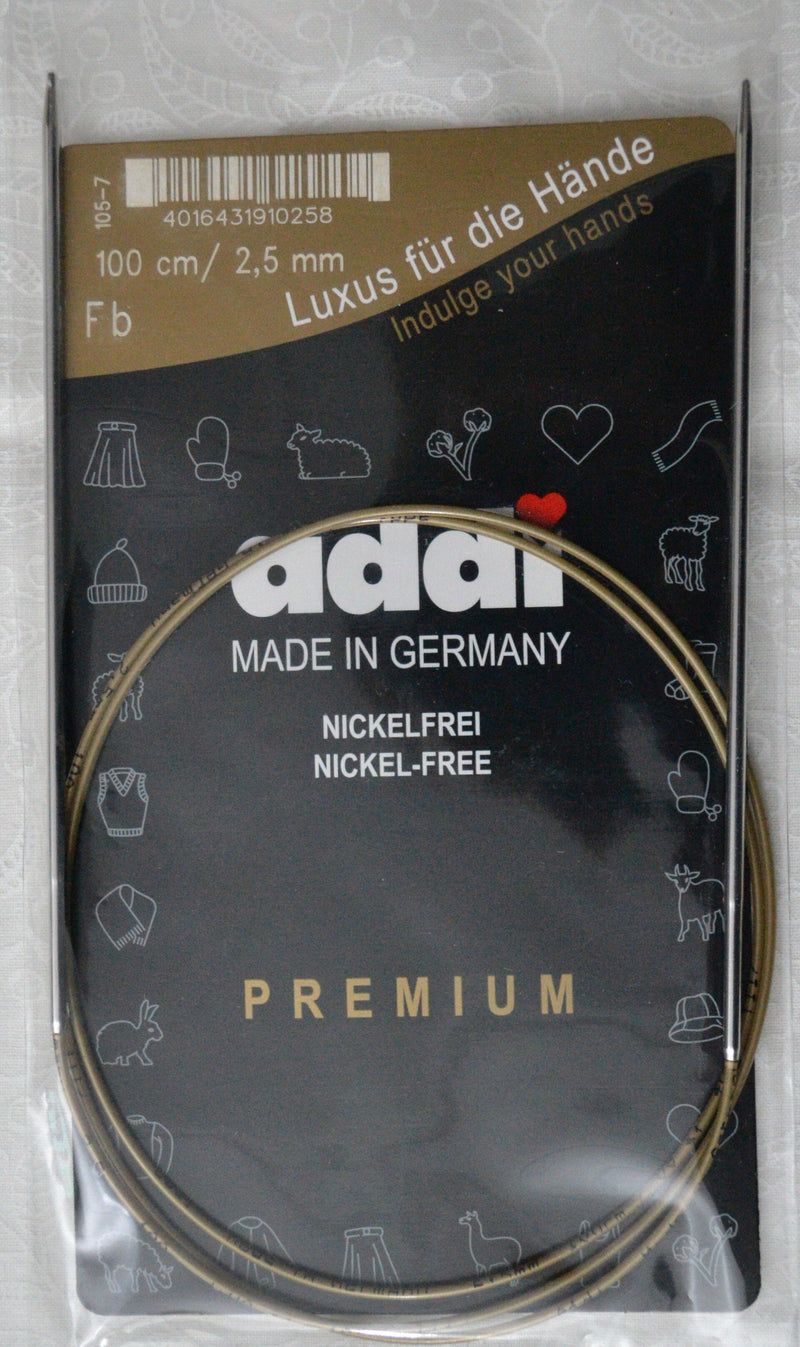 105-7
4016431910258
100 cm/ 2,5 mm
Fb
Luxus für die Hände
Indulge your hands
addi
MADE IN GERMANY
NICKELFREI
NICKEL-FREE
PREMIUM